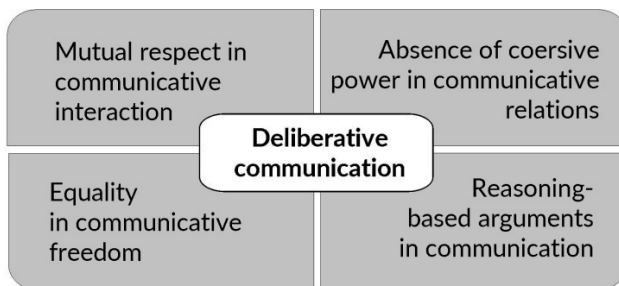 Mutual respect in
communicative
interaction
Absence of coersive
power in communicative
relations
Deliberative
communication
Equality
in communicative
freedom
Reasoning-
based arguments
in communication